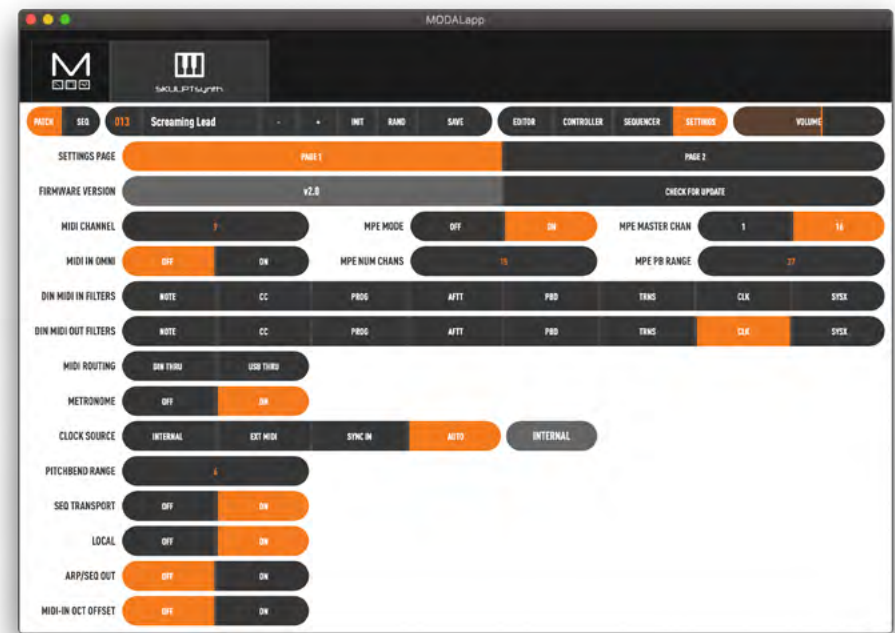 MODALapp
M
SKULPTsynth
PATCH SEQ 013 Screaming Lead - + INIT RAND SAVE EDITOR CONTROLLER SEQUENCER SETTINGS VOLUME
SETTINGS PAGE PAGE 1 PAGE 2
FIRMWARE VERSION v2.0 CHECK FOR UPDATE
MIDI CHANNEL MPE MODE OFF ON MPE MASTER CHAN 1 16
MIDI IN OMNI OFF ON MPE NUM CHANS 15 MPE PB RANGE
DIN MIDI IN FILTERS NOTE CC PROG AFTT PBD TRNS CLK SYSX
DIN MIDI OUT FILTERS NOTE CC PROG AFTT PBD TRNS CLK SYSX
MIDI ROUTING DIN THRU USB THRU
METRONOME OFF ON
CLOCK SOURCE INTERNAL EXT MIDI SYNC IN AUTO INTERNAL
PITCHBEND RANGE
SEQ TRANSPORT OFF ON
LOCAL OFF ON
ARP/SEQ OUT OFF ON
MIDI-IN OCT OFFSET OFF ON